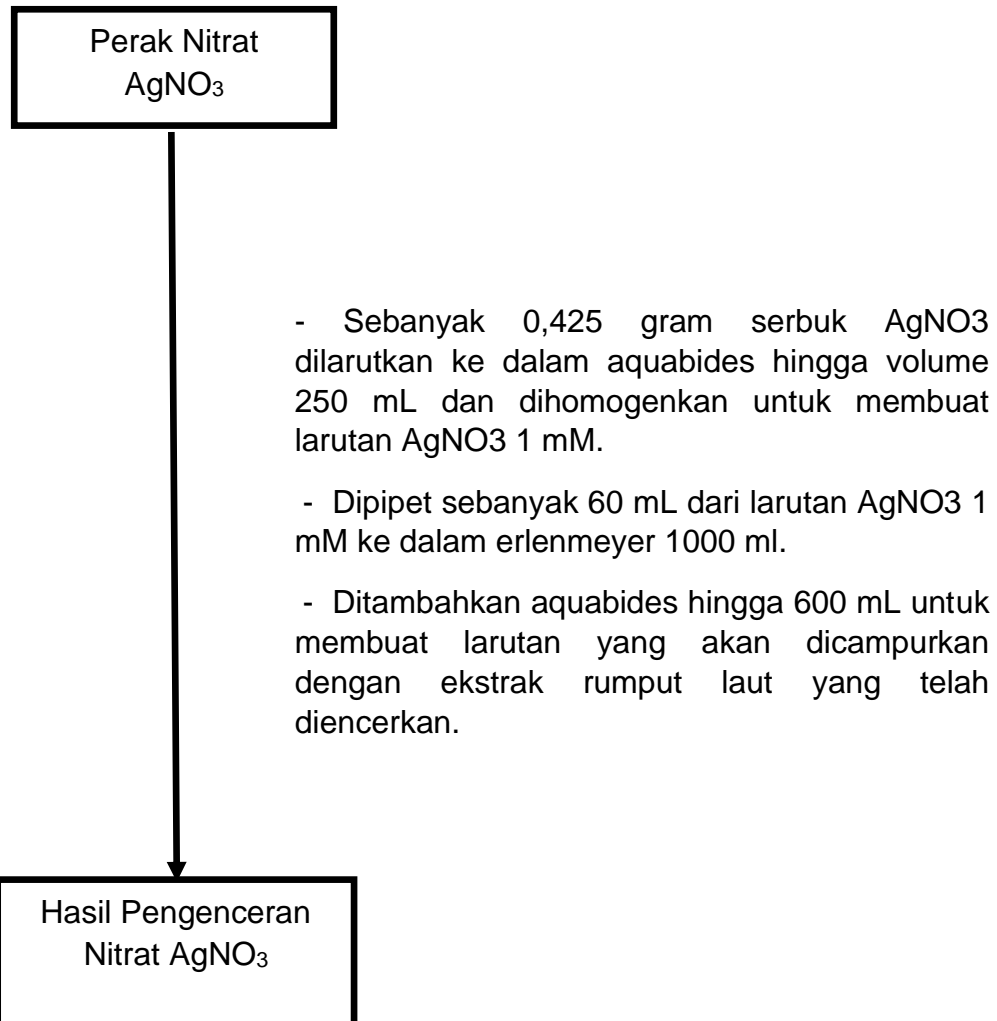 Perak Nitrat
AgNO₃
- Sebanyak 0,425 gram serbuk AgNO3
dilarutkan ke dalam aquabides hingga volume
250 mL dan dihomogenkan untuk membuat
larutan AgNO3 1 mM.
- Dipipet sebanyak 60 mL dari larutan AgNO3 1
mM ke dalam erlenmeyer 1000 ml.
- Ditambahkan aquabides hingga 600 mL untuk
membuat larutan yang akan dicampurkan
dengan ekstrak rumput laut yang telah
diencerkan.
Hasil Pengenceran
Nitrat AgNO₃